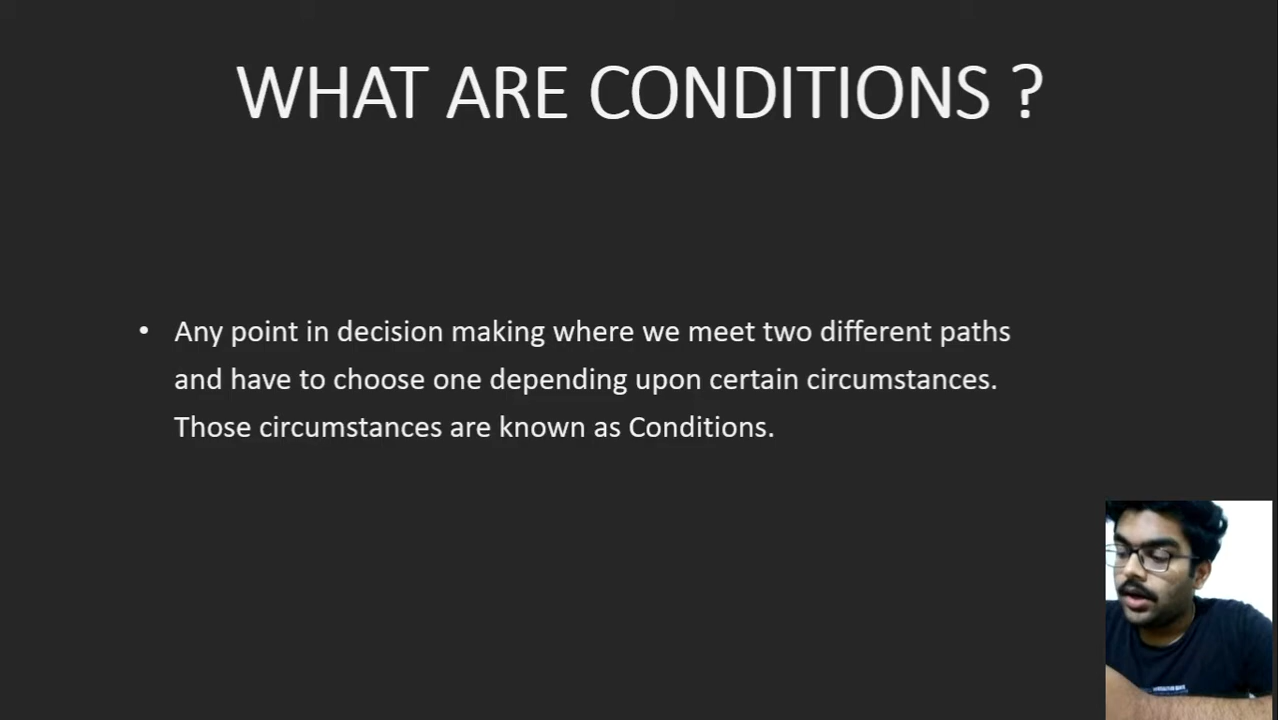 WHAT ARE CONDITIONS ?
• Any point in decision making where we meet two different paths
and have to choose one depending upon certain circumstances.
Those circumstances are known as Conditions.